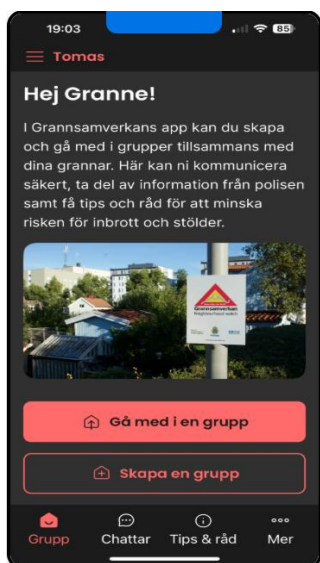 19:03
85
Tomas
Hej Granne!
I Grannsamverkans app kan du skapa
och gå med i grupper tillsammans med
dina grannar. Här kan ni kommunicera
säkert, ta del av information från polisen
samt få tips och råd för att minska
risken för inbrott och stölder.
Grannsamverkan
Gå med i en grupp
Skapa en grupp
Grupp Chattar Tips & råd Mer